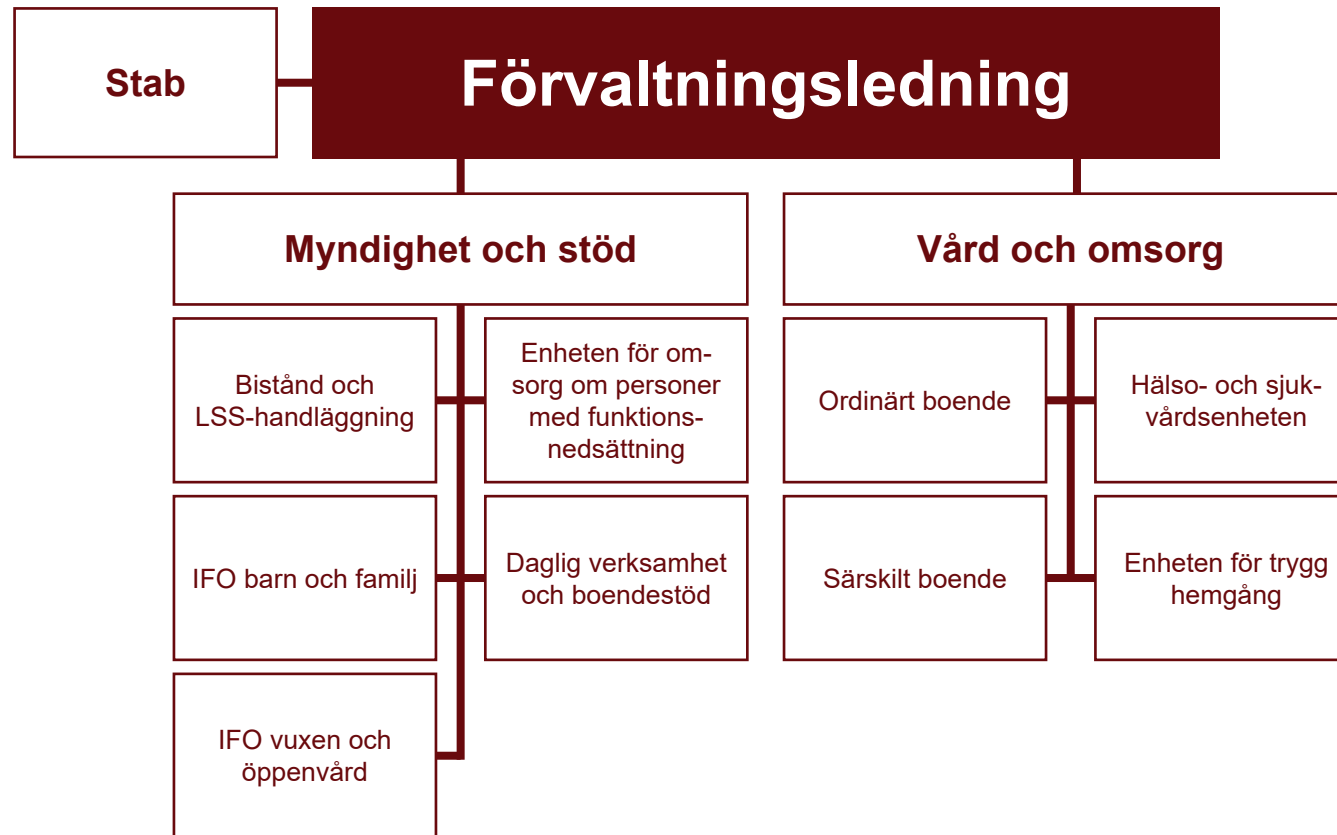 Stab
Förvaltningsledning
Myndighet och stöd
Vård och omsorg
Bistånd och
LSS-handläggning
Enheten för om-
sorg om personer
med funktions-
nedsättning
Ordinärt boende
Hälso- och sjuk-
vårdsenheten
IFO barn och familj
Daglig verksamhet
och boendestöd
Särskilt boende
Enheten för trygg
hemgång
IFO vuxen och
öppenvård